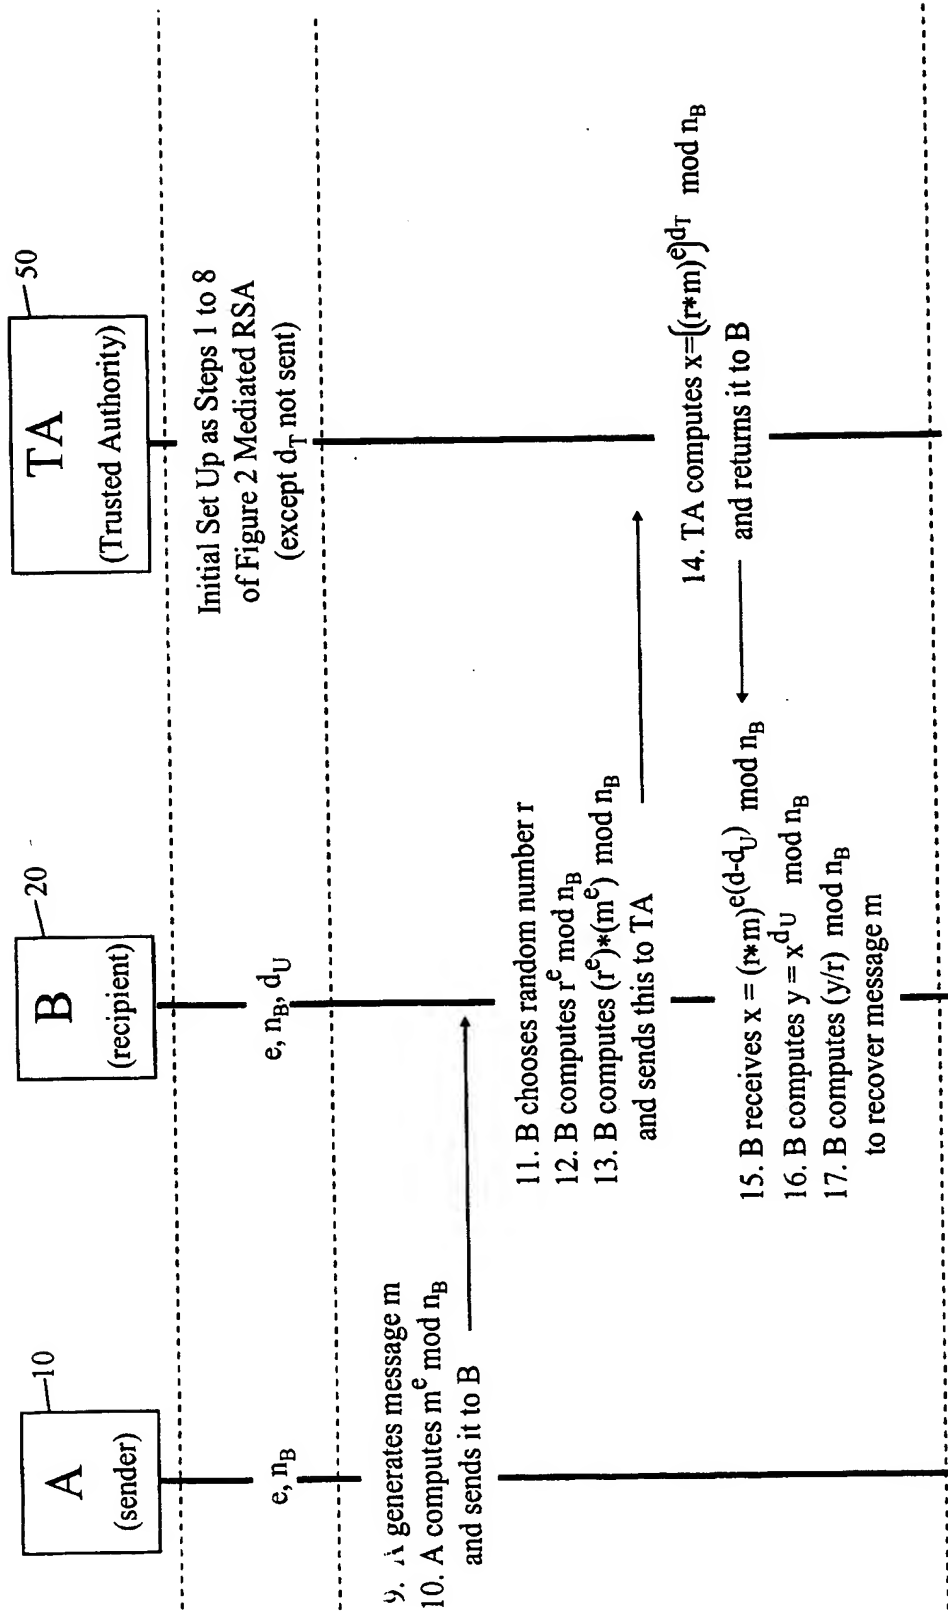 A
(sender)
10
B
(recipient)
20
TA
(Trusted Authority)
50
e, n_B
e, n_B, d_U
Initial Set Up as Steps 1 to 8
of Figure 2 Mediated RSA
(except d_T not sent)
9. A generates message m
10. A computes m^e mod n_B
and sends it to B
11. B chooses random number r
12. B computes r^e mod n_B
13. B computes (r^e)*(m^e) mod n_B
and sends this to TA
14. TA computes x=[(r*m)^e]^d_T mod n_B
and returns it to B
15. B receives x = (r*m)^e(d-d_U) mod n_B
16. B computes y = x^d_U mod n_B
17. B computes (y/r) mod n_B
to recover message m